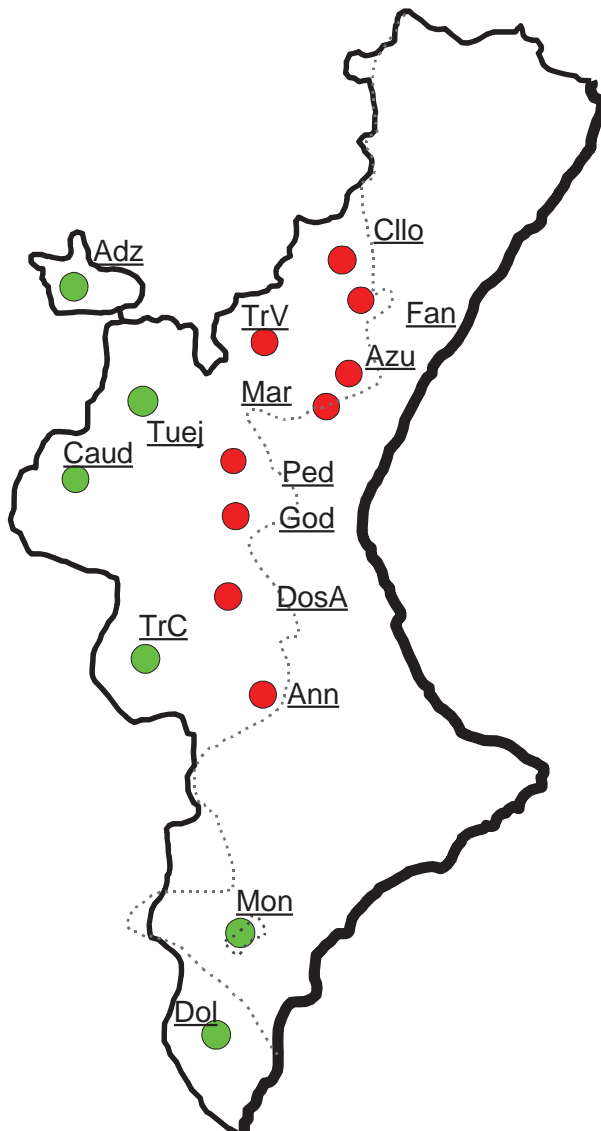 Cllo
Adz
Fan
TrV
Azu
Mar
Tuej
Caud
Ped
God
DosA
TrC
Ann
Mon
Dol